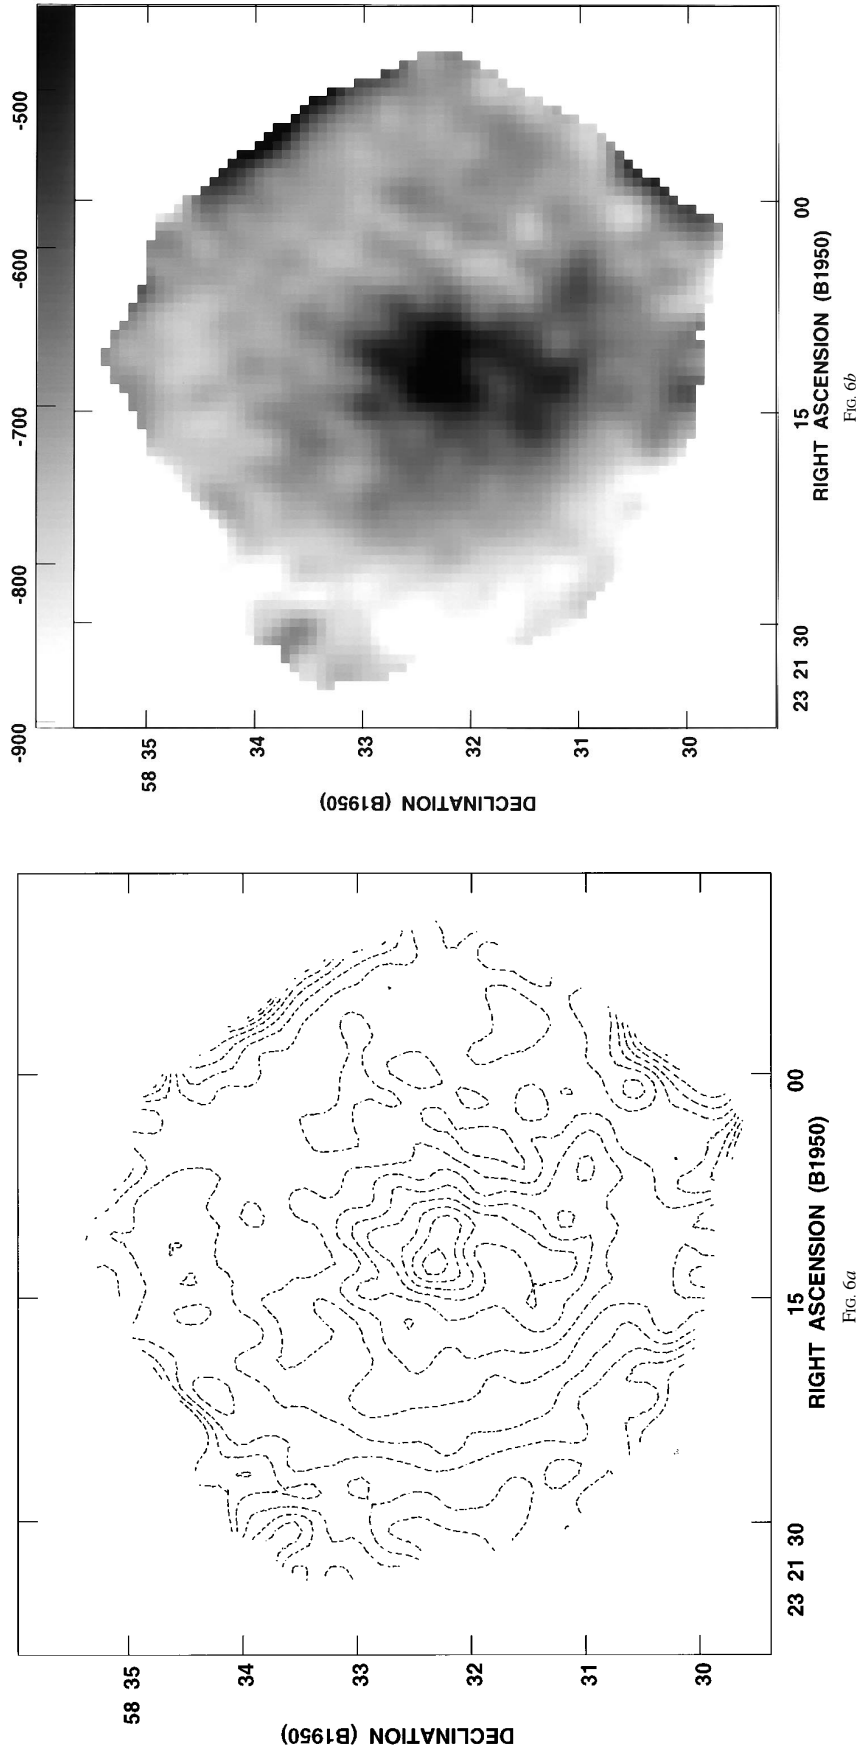 -900 -800 -700 -600 -500
58 35
34
33
32
31
30
DECLINATION (B1950)
23 21 30 15 00
RIGHT ASCENSION (B1950)
FIG. 6b
58 35
34
33
32
31
30
DECLINATION (B1950)
23 21 30 15 00
RIGHT ASCENSION (B1950)
FIG. 6a